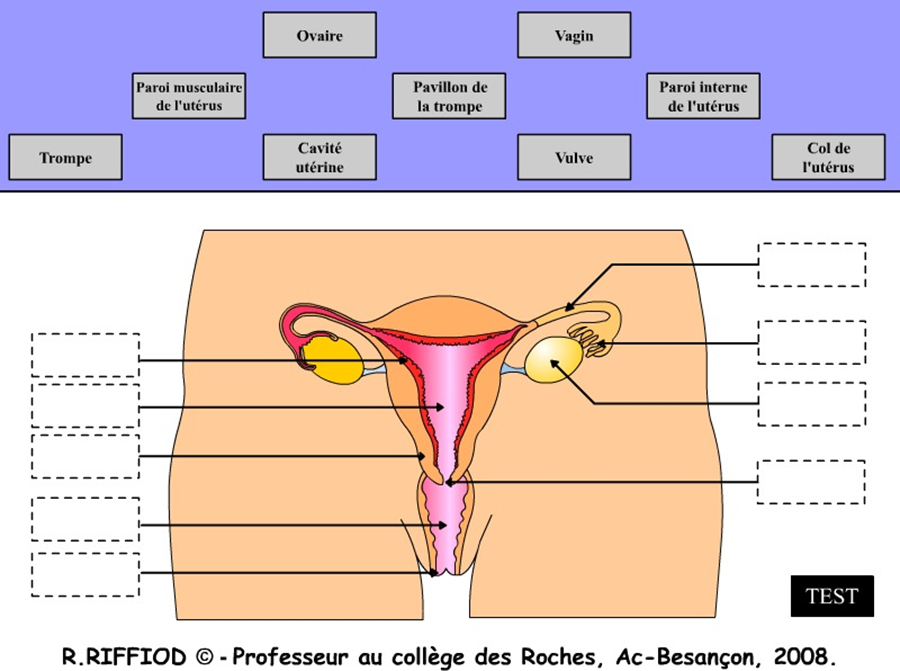 Ovaire
Vagin
Paroi musculaire
de l'utérus
Pavillon de
la trompe
Paroi interne
de l'utérus
Trompe
Cavité
utérine
Vulve
Col de
l'utérus
TEST
R.RIFFIOD © - Professeur au collège des Roches, Ac-Besançon, 2008.